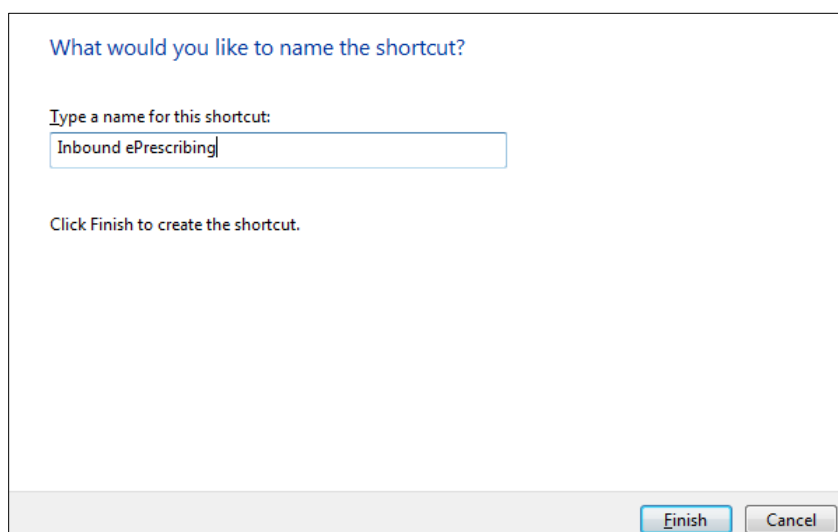 What would you like to name the shortcut?
Type a name for this shortcut:
Inbound ePrescribing
Click Finish to create the shortcut.
Finish Cancel